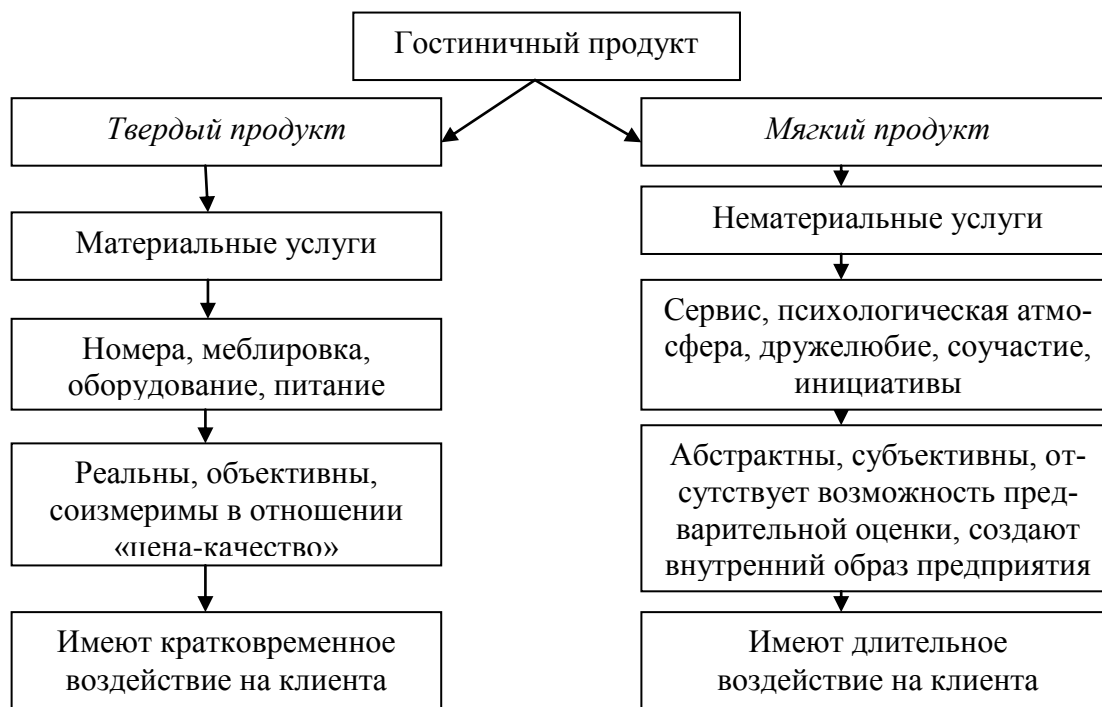 Гостиничный продукт
Твердый продукт
Материальные услуги
Номера, меблировка,
оборудование, питание
Реальны, объективны,
соизмеримы в отношении
«цена-качество»
Имеют кратковременное
воздействие на клиента
Мягкий продукт
Нематериальные услуги
Сервис, психологическая атмо-
сфера, дружелюбие, соучастие,
инициативы
Абстрактны, субъективны, от-
сутствует возможность пред-
варительной оценки, создают
внутренний образ предприятия
Имеют длительное
воздействие на клиента